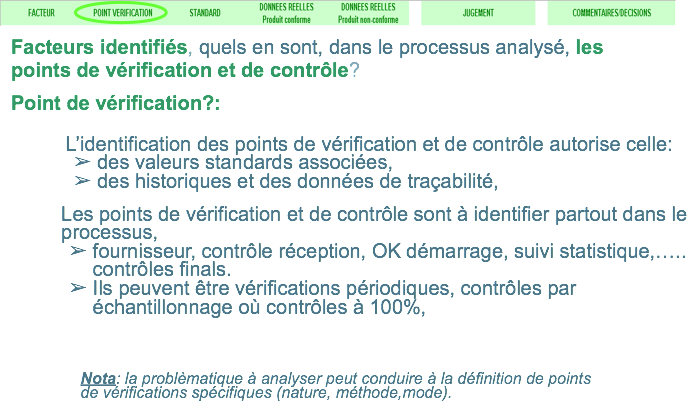 FACTEUR POINT VERIFICATION STANDARD DONNEES REELLES Produit conforme DONNEES REELLES Produit non-conforme JUGEMENT COMMENTAIRES/DECISIONS
Facteurs identifiés, quels en sont, dans le processus analysé, les
points de vérification et de contrôle?
Point de vérification?:
L’identification des points de vérification et de contrôle autorise celle:
➢ des valeurs standards associées,
➢ des historiques et des données de traçabilité,
Les points de vérification et de contrôle sont à identifier partout dans le
processus,
➢ fournisseur, contrôle réception, OK démarrage, suivi statistique,…..
contrôles finals.
➢ Ils peuvent être vérifications périodiques, contrôles par
échantillonnage où contrôles à 100%,
Nota: la problèmatique à analyser peut conduire à la définition de points
de vérifications spécifiques (nature, méthode,mode).